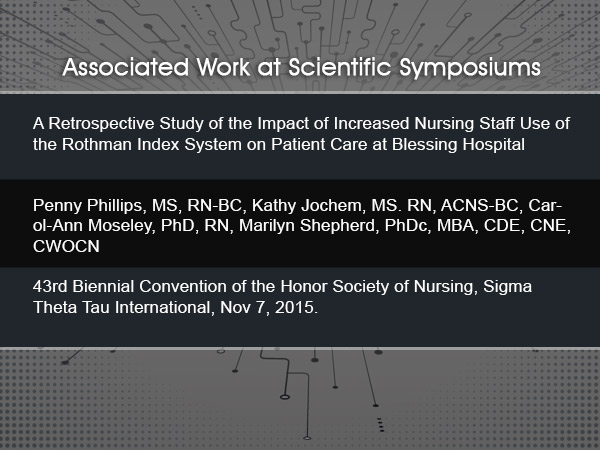 Associated Work at Scientific Symposiums
A Retrospective Study of the Impact of Increased Nursing Staff Use of
the Rothman Index System on Patient Care at Blessing Hospital
Penny Phillips, MS, RN-BC, Kathy Jochem, MS. RN, ACNS-BC, Car-
ol-Ann Moseley, PhD, RN, Marilyn Shepherd, PhDc, MBA, CDE, CNE,
CWOCN
43rd Biennial Convention of the Honor Society of Nursing, Sigma
Theta Tau International, Nov 7, 2015.